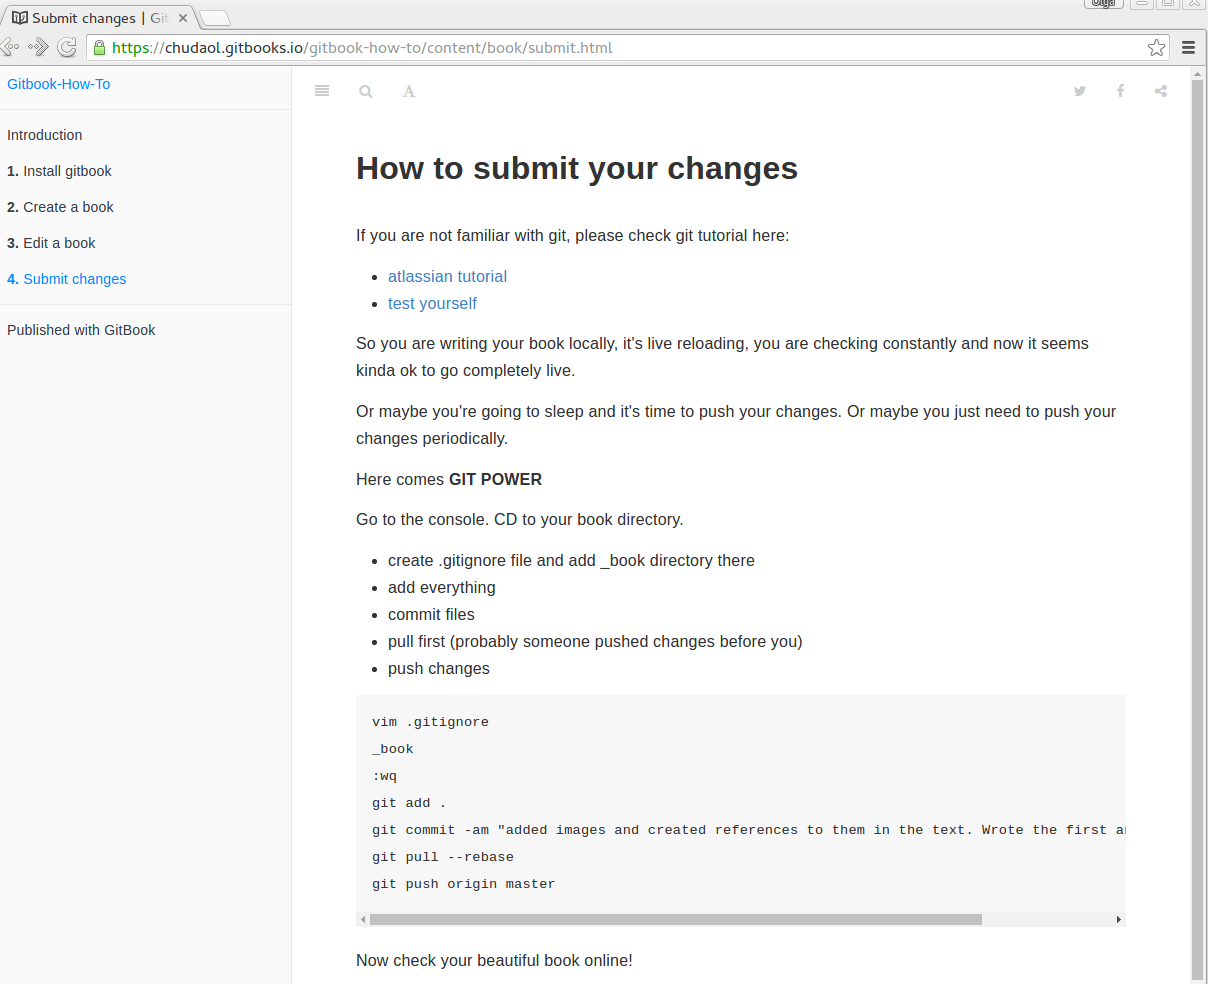 Olga
Submit changes | Git
https://chudaol.gitbooks.io/gitbook-how-to/content/book/submit.html
Gitbook-How-To
Introduction
1. Install gitbook
2. Create a book
3. Edit a book
4. Submit changes
Published with GitBook
A
How to submit your changes
If you are not familiar with git, please check git tutorial here:
• atlassian tutorial
• test yourself
So you are writing your book locally, it's live reloading, you are checking constantly and now it seems
kinda ok to go completely live.
Or maybe you're going to sleep and it's time to push your changes. Or maybe you just need to push your
changes periodically.
Here comes GIT POWER
Go to the console. CD to your book directory.
• create .gitignore file and add _book directory there
• add everything
• commit files
• pull first (probably someone pushed changes before you)
• push changes
vim .gitignore
_book
:wq
git add .
git commit -am "added images and created references to them in the text. Wrote the first
git pull --rebase
git push origin master
Now check your beautiful book online!